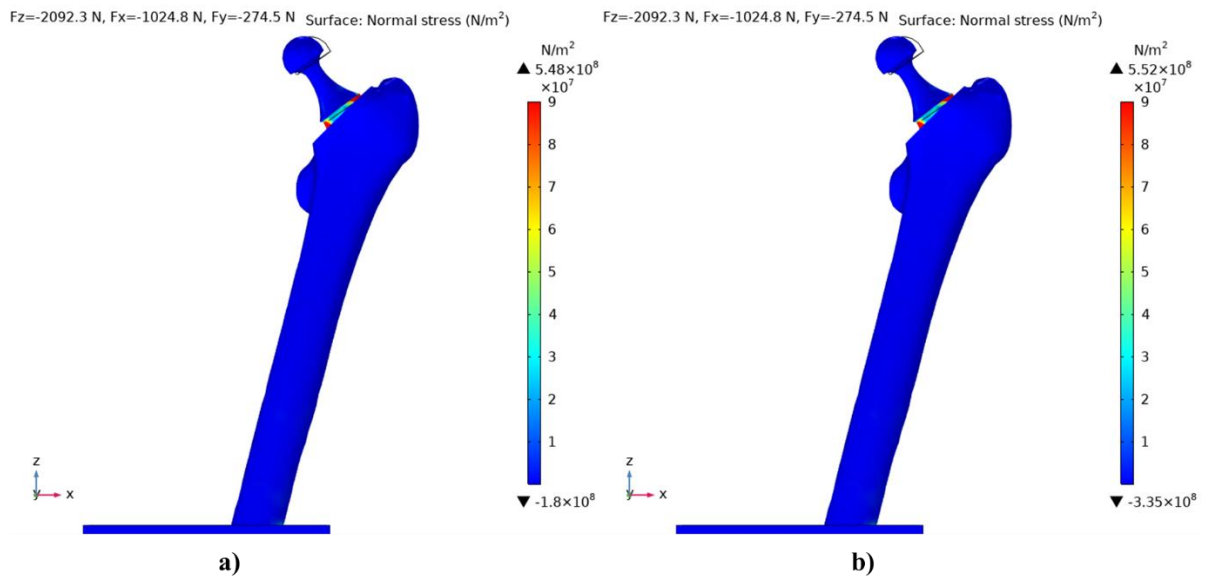 Fz=-2092.3 N, Fx=-1024.8 N, Fy=-274.5 N Surface: Normal stress (N/m²)
N/m²
▲ 5.48×10⁸
×10⁷
9
8
7
6
5
4
3
2
1
▼ -1.8×10⁸
z
y x
a)
Fz=-2092.3 N, Fx=-1024.8 N, Fy=-274.5 N Surface: Normal stress (N/m²)
N/m²
▲ 5.52×10⁸
×10⁷
9
8
7
6
5
4
3
2
1
▼ -3.35×10⁸
z
y x
b)